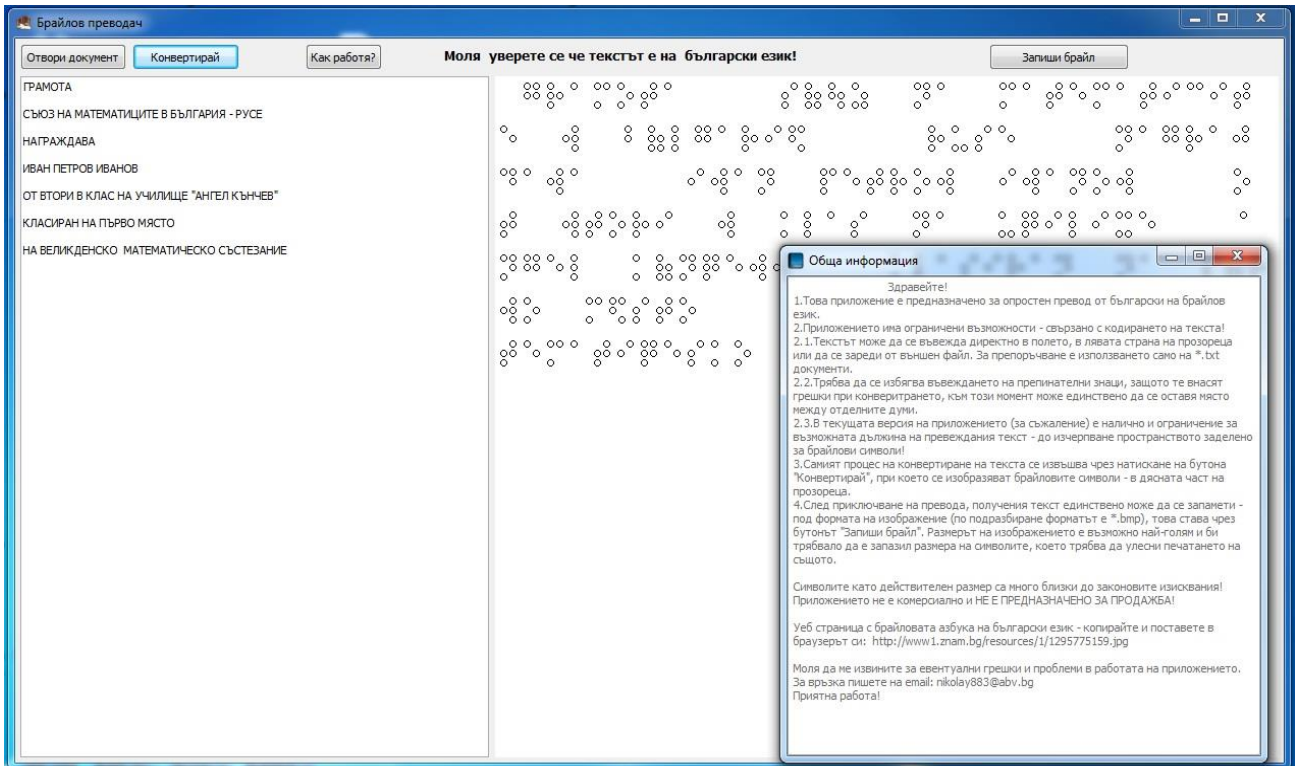 Брайлов преводач
Отвори документ Конвертирай Как работя? Моля уверете се че текстът е на български език! Запиши брайл
ГРАМОТА
СЪЮЗ НА МАТЕМАТИЦИТЕ В БЪЛГАРИЯ - РУСЕ
НАГРАЖДАВА
ИВАН ПЕТРОВ ИВАНОВ
ОТ ВТОРИ В КЛАС НА УЧИЛИЩЕ "АНГЕЛ КЪНЧЕВ"
КЛАСИРАН НА ПЪРВО МЯСТО
НА ВЕЛИКДЕНСКО МАТЕМАТИЧЕСКО СЪСТЕЗАНИЕ
Обща информация
Здравейте!
1.Това приложение е предназначено за опростен превод от български на брайлов
език.
2.Приложението има ограничени възможности - свързано с кодирането на текста!
2.1.Текстът може да се въвежда директно в полето, в лявата страна на прозореца
или да се зареди от външен файл. За препоръчване е използването само на *.txt
документи.
2.2.Трябва да се избягва въвеждането на препинателни знаци, защото те внасят
грешки при конверитрането, към този момент може единствено да се оставя място
между отделните думи.
2.3.В текущата версия на приложението (за съжаление) е налично и ограничение за
възможната дължина на превеждания текст - до изчерпване пространството заделено
за брайлови символи!
3.Самият процес на конвертиране на текста се извъшва чрез натискане на бутона
"Конвертирай", при което се изобразяват брайловите символи - в дясната част на
прозореца.
4.След приключване на превода, получения текст единствено може да се запамети -
под формата на изображение (по подразбиране форматът е *.bmp), това става чрез
бутонът "Запиши брайл". Размерът на изображението е възможно най-голям и би
трябвало да е запазил размера на символите, което трябва да улесни печатането на
същото.
Символите като действителен размер са много близки до законовите изисквания!
Приложението не е комерсиално и НЕ Е ПРЕДНАЗНАЧЕНО ЗА ПРОДАЖБА!
Уеб страница с брайловата азбука на български език - копирайте и поставете в
браузерът си: http://www1.znam.bg/resources/1/1295775159.jpg
Моля да ме извините за евентуални грешки и проблеми в работата на приложението.
За връзка пишете на email: nikolay883@abv.bg
Приятна работа!